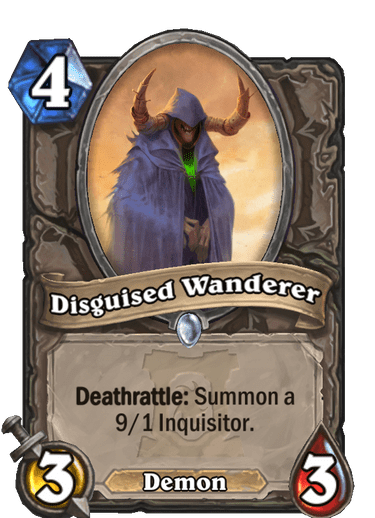 4
Disguised Wanderer
Deathrattle: Summon a
9/1 Inquisitor.
3
Demon
3